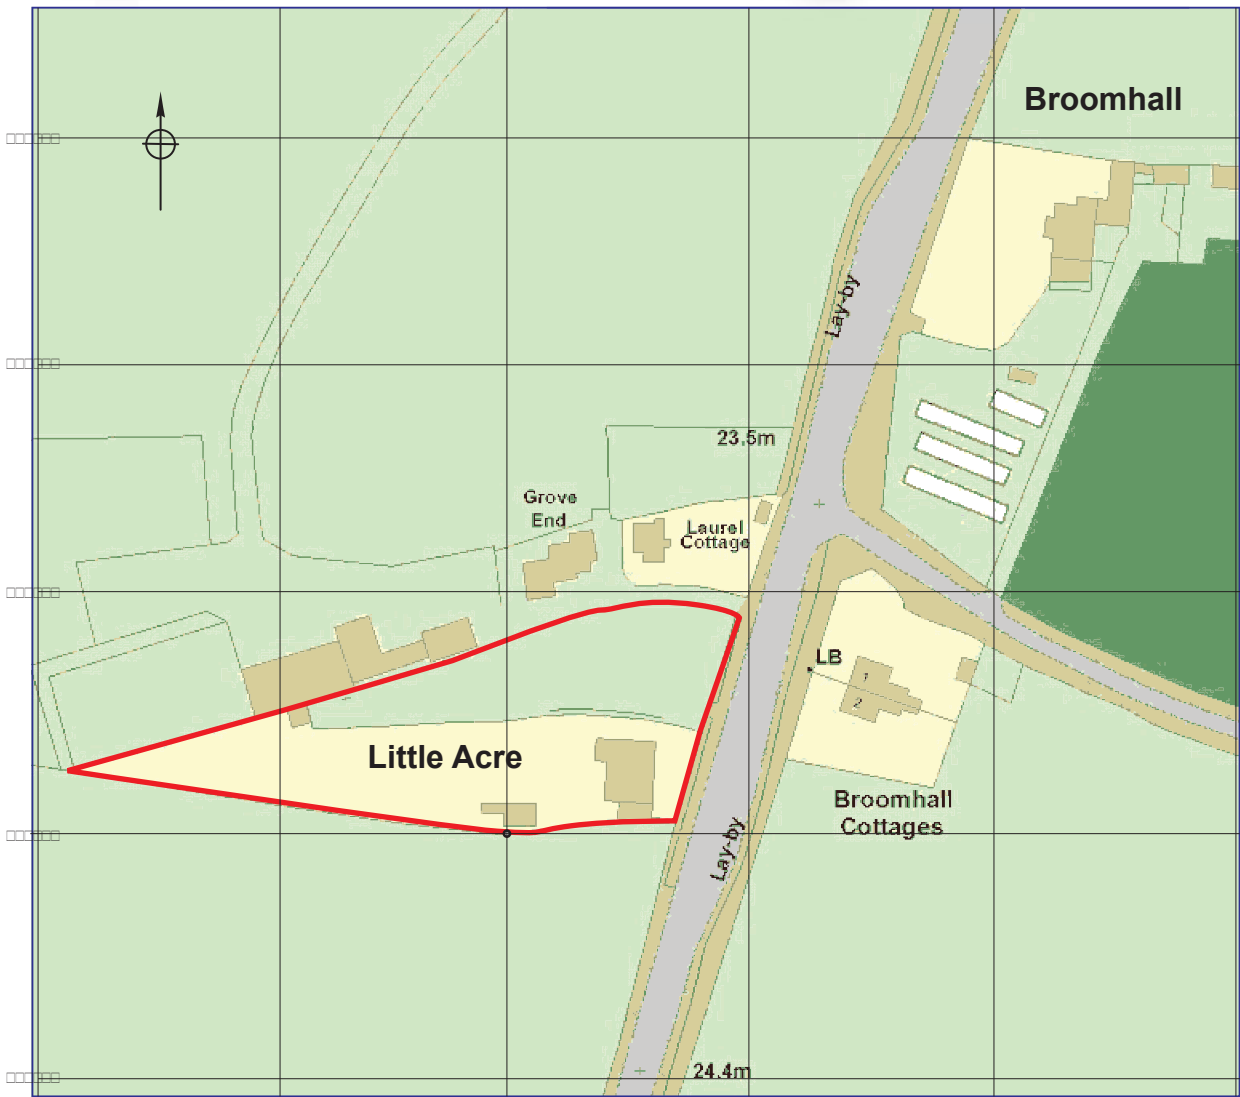 Broomhall
Lay-by
23.5m
Grove
End
Laurel
Cottage
LB
1
2
Little Acre
Broomhall
Cottages
Lay-by
24.4m